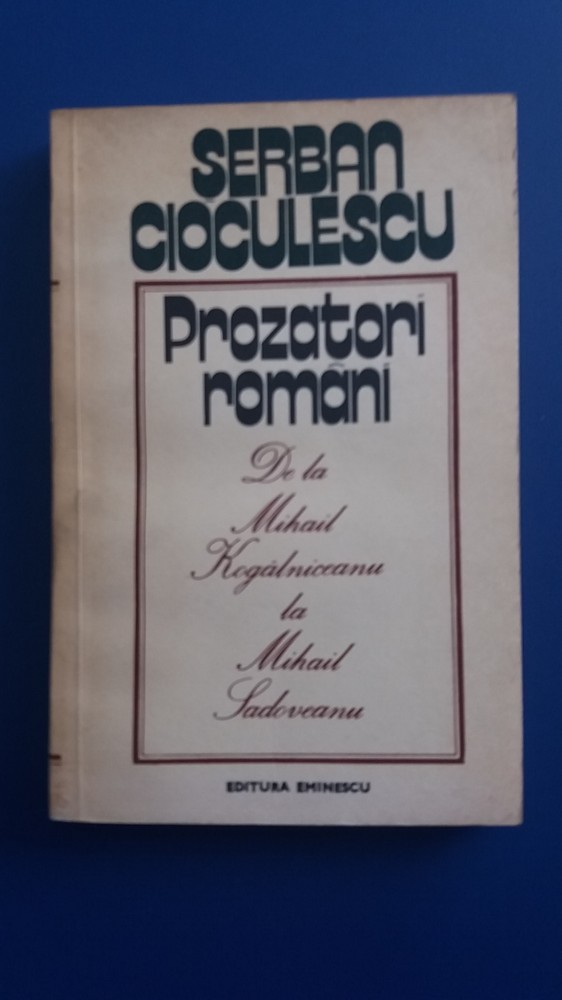 SERBAN
CIOCULESCU
Prozatori
români
De la
Mihail
Kogălniceanu
la
Mihail
Sadoveanu
EDITURA EMINESCU